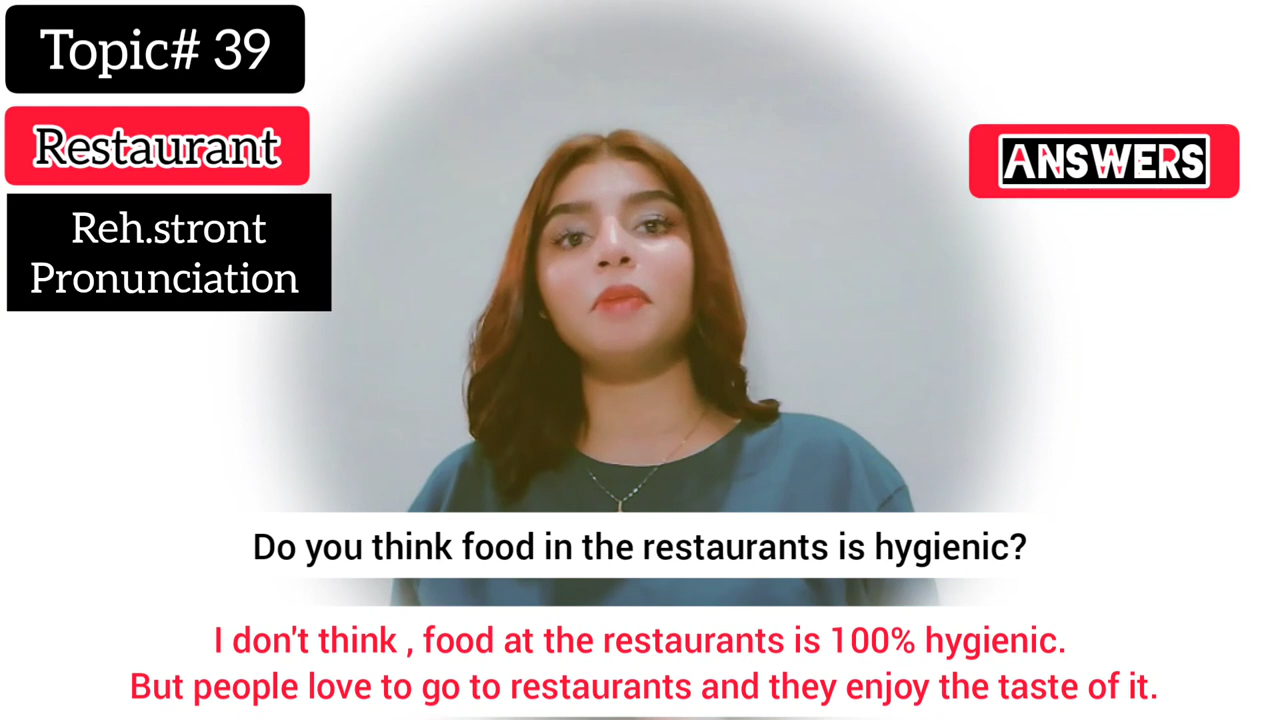 Topic# 39
Restaurant
Reh.stront
Pronunciation
ANSWERS
Do you think food in the restaurants is hygienic?
I don't think , food at the restaurants is 100% hygienic.
But people love to go to restaurants and they enjoy the taste of it.